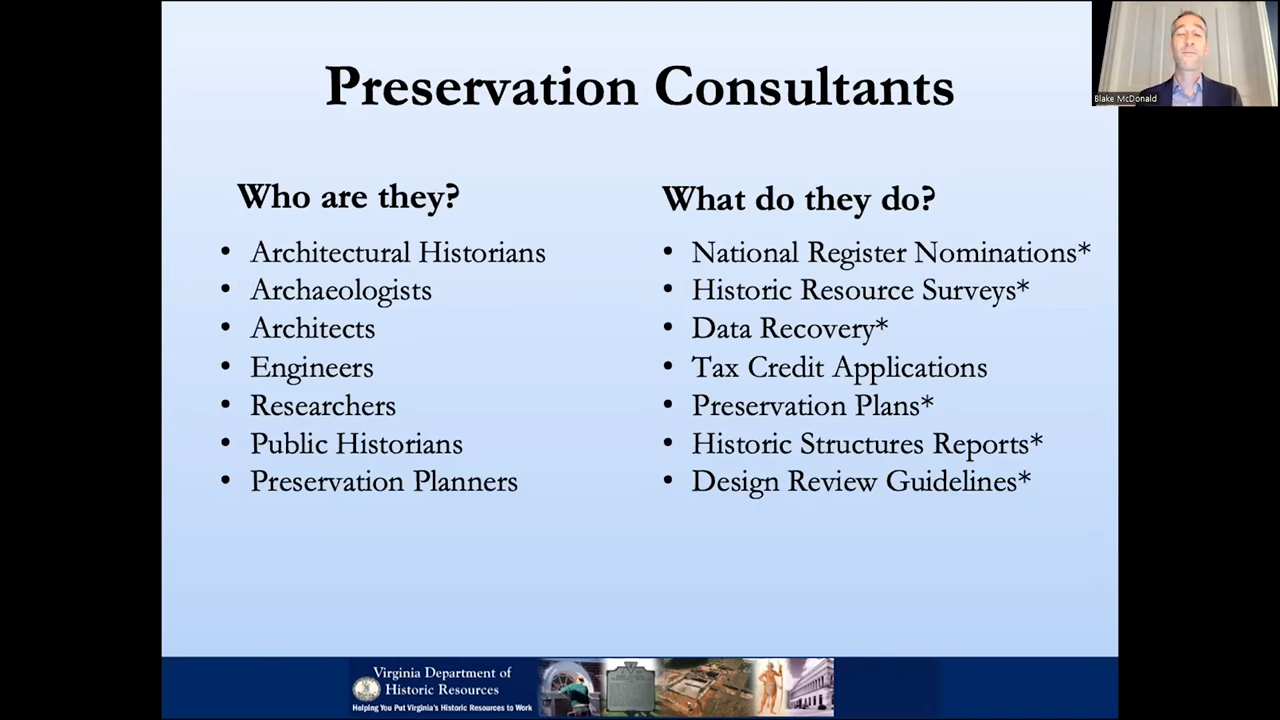 Preservation Consultants
Blake McDonald
Who are they?
• Architectural Historians
• Archaeologists
• Architects
• Engineers
• Researchers
• Public Historians
• Preservation Planners
What do they do?
• National Register Nominations*
• Historic Resource Surveys*
• Data Recovery*
• Tax Credit Applications
• Preservation Plans*
• Historic Structures Reports*
• Design Review Guidelines*
Virginia Department of
Historic Resources
Helping You Put Virginia's Historic Resources to Work